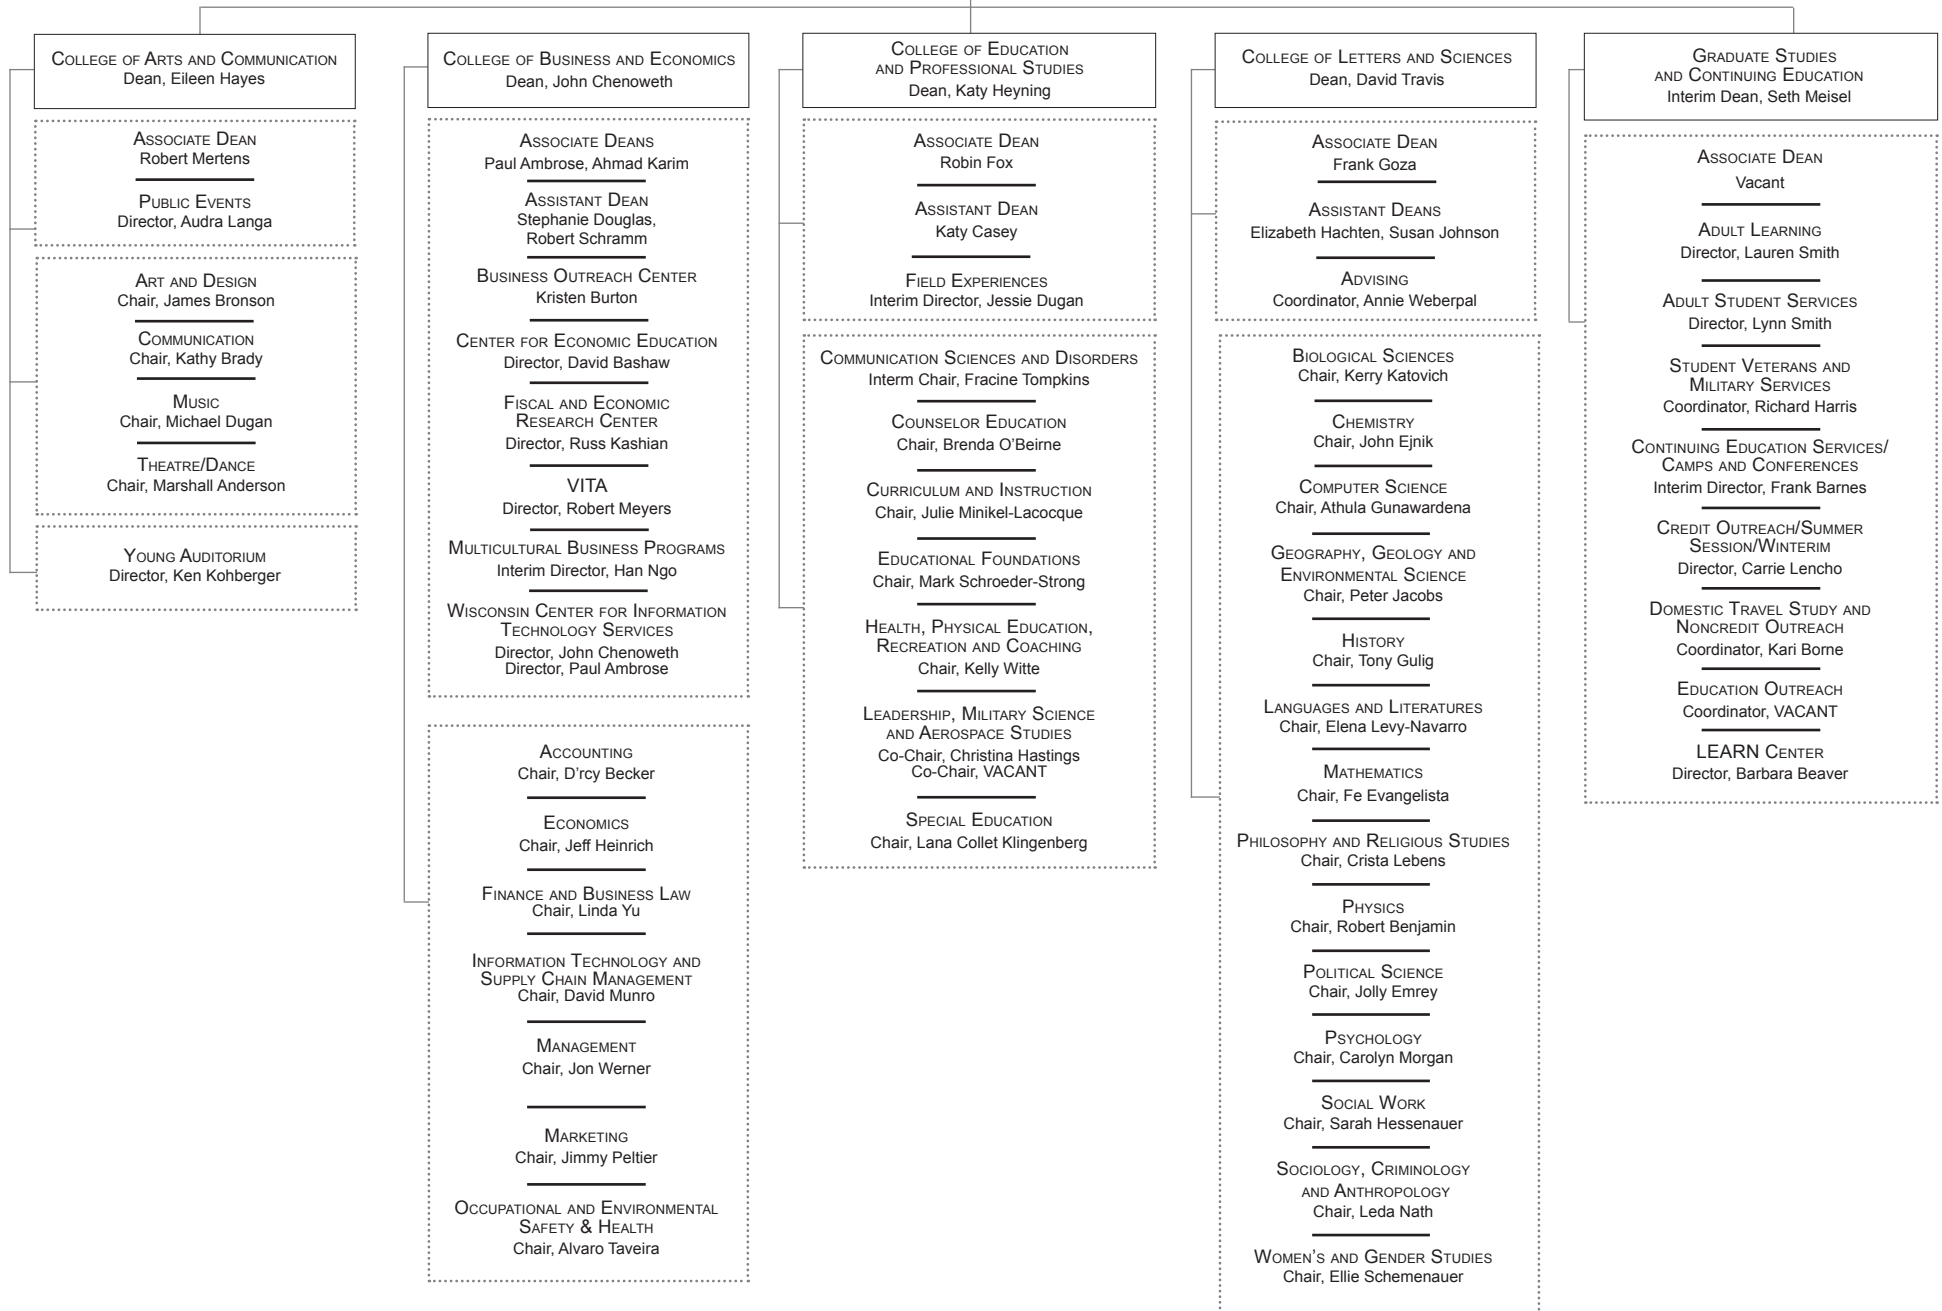 COLLEGE OF ARTS AND COMMUNICATION
Dean, Eileen Hayes
ASSOCIATE DEAN
Robert Mertens
PUBLIC EVENTS
Director, Audra Langa
ART AND DESIGN
Chair, James Bronson
COMMUNICATION
Chair, Kathy Brady
MUSIC
Chair, Michael Dugan
THEATRE/DANCE
Chair, Marshall Anderson
YOUNG AUDITORIUM
Director, Ken Kohberger
COLLEGE OF BUSINESS AND ECONOMICS
Dean, John Chenoweth
ASSOCIATE DEANS
Paul Ambrose, Ahmad Karim
ASSISTANT DEAN
Stephanie Douglas,
Robert Schramm
BUSINESS OUTREACH CENTER
Kristen Burton
CENTER FOR ECONOMIC EDUCATION
Director, David Bashaw
FISCAL AND ECONOMIC
RESEARCH CENTER
Director, Russ Kashian
VITA
Director, Robert Meyers
MULTICULTURAL BUSINESS PROGRAMS
Interim Director, Han Ngo
WISCONSIN CENTER FOR INFORMATION
TECHNOLOGY SERVICES
Director, John Chenoweth
Director, Paul Ambrose
ACCOUNTING
Chair, D'rcy Becker
ECONOMICS
Chair, Jeff Heinrich
FINANCE AND BUSINESS LAW
Chair, Linda Yu
INFORMATION TECHNOLOGY AND
SUPPLY CHAIN MANAGEMENT
Chair, David Munro
MANAGEMENT
Chair, Jon Werner
MARKETING
Chair, Jimmy Peltier
OCCUPATIONAL AND ENVIRONMENTAL
SAFETY & HEALTH
Chair, Alvaro Taveira
COLLEGE OF EDUCATION
AND PROFESSIONAL STUDIES
Dean, Katy Heyning
ASSOCIATE DEAN
Robin Fox
ASSISTANT DEAN
Katy Casey
FIELD EXPERIENCES
Interim Director, Jessie Dugan
COMMUNICATION SCIENCES AND DISORDERS
Interm Chair, Fracine Tompkins
COUNSELOR EDUCATION
Chair, Brenda O'Beirne
CURRICULUM AND INSTRUCTION
Chair, Julie Minikel-Lacocque
EDUCATIONAL FOUNDATIONS
Chair, Mark Schroeder-Strong
HEALTH, PHYSICAL EDUCATION,
RECREATION AND COACHING
Chair, Kelly Witte
LEADERSHIP, MILITARY SCIENCE
AND AEROSPACE STUDIES
Co-Chair, Christina Hastings
Co-Chair, VACANT
SPECIAL EDUCATION
Chair, Lana Collet Klingenberg
COLLEGE OF LETTERS AND SCIENCES
Dean, David Travis
ASSOCIATE DEAN
Frank Goza
ASSISTANT DEANS
Elizabeth Hachten, Susan Johnson
ADVISING
Coordinator, Annie Weberpal
BIOLOGICAL SCIENCES
Chair, Kerry Katovich
CHEMISTRY
Chair, John Ejnik
COMPUTER SCIENCE
Chair, Athula Gunawardena
GEOGRAPHY, GEOLOGY AND
ENVIRONMENTAL SCIENCE
Chair, Peter Jacobs
HISTORY
Chair, Tony Gulig
LANGUAGES AND LITERATURES
Chair, Elena Levy-Navarro
MATHEMATICS
Chair, Fe Evangelista
PHILOSOPHY AND RELIGIOUS STUDIES
Chair, Crista Lebens
PHYSICS
Chair, Robert Benjamin
POLITICAL SCIENCE
Chair, Jolly Emrey
PSYCHOLOGY
Chair, Carolyn Morgan
SOCIAL WORK
Chair, Sarah Hessenauer
SOCIOLOGY, CRIMINOLOGY
AND ANTHROPOLOGY
Chair, Leda Nath
WOMEN'S AND GENDER STUDIES
Chair, Ellie Schemenauer
GRADUATE STUDIES
AND CONTINUING EDUCATION
Interim Dean, Seth Meisel
ASSOCIATE DEAN
Vacant
ADULT LEARNING
Director, Lauren Smith
ADULT STUDENT SERVICES
Director, Lynn Smith
STUDENT VETERANS AND
MILITARY SERVICES
Coordinator, Richard Harris
CONTINUING EDUCATION SERVICES/
CAMPS AND CONFERENCES
Interim Director, Frank Barnes
CREDIT OUTREACH/SUMMER
SESSION/WINTERIM
Director, Carrie Lencho
DOMESTIC TRAVEL STUDY AND
NONCREDIT OUTREACH
Coordinator, Kari Borne
EDUCATION OUTREACH
Coordinator, VACANT
LEARN CENTER
Director, Barbara Beaver